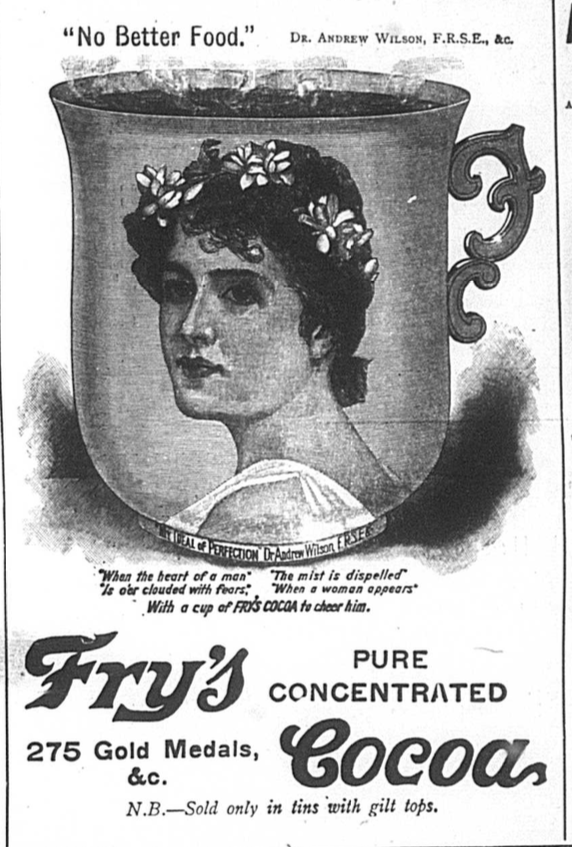 "No Better Food."
DR. ANDREW WILSON, F.R.S.E., &c.
"MY IDEAL of PERFECTION" Dr Andrew Wilson, F.R.S.E. &c
"When the heart of a man"
"Is o'er clouded with fears",
"The mist is dispelled"
"When a woman appears"
With a cup of FRY'S COCOA to cheer him.
Fry's
PURE
CONCENTRATED
275 Gold Medals,
&c.
Cocoa
N.B.—Sold only in tins with gilt tops.